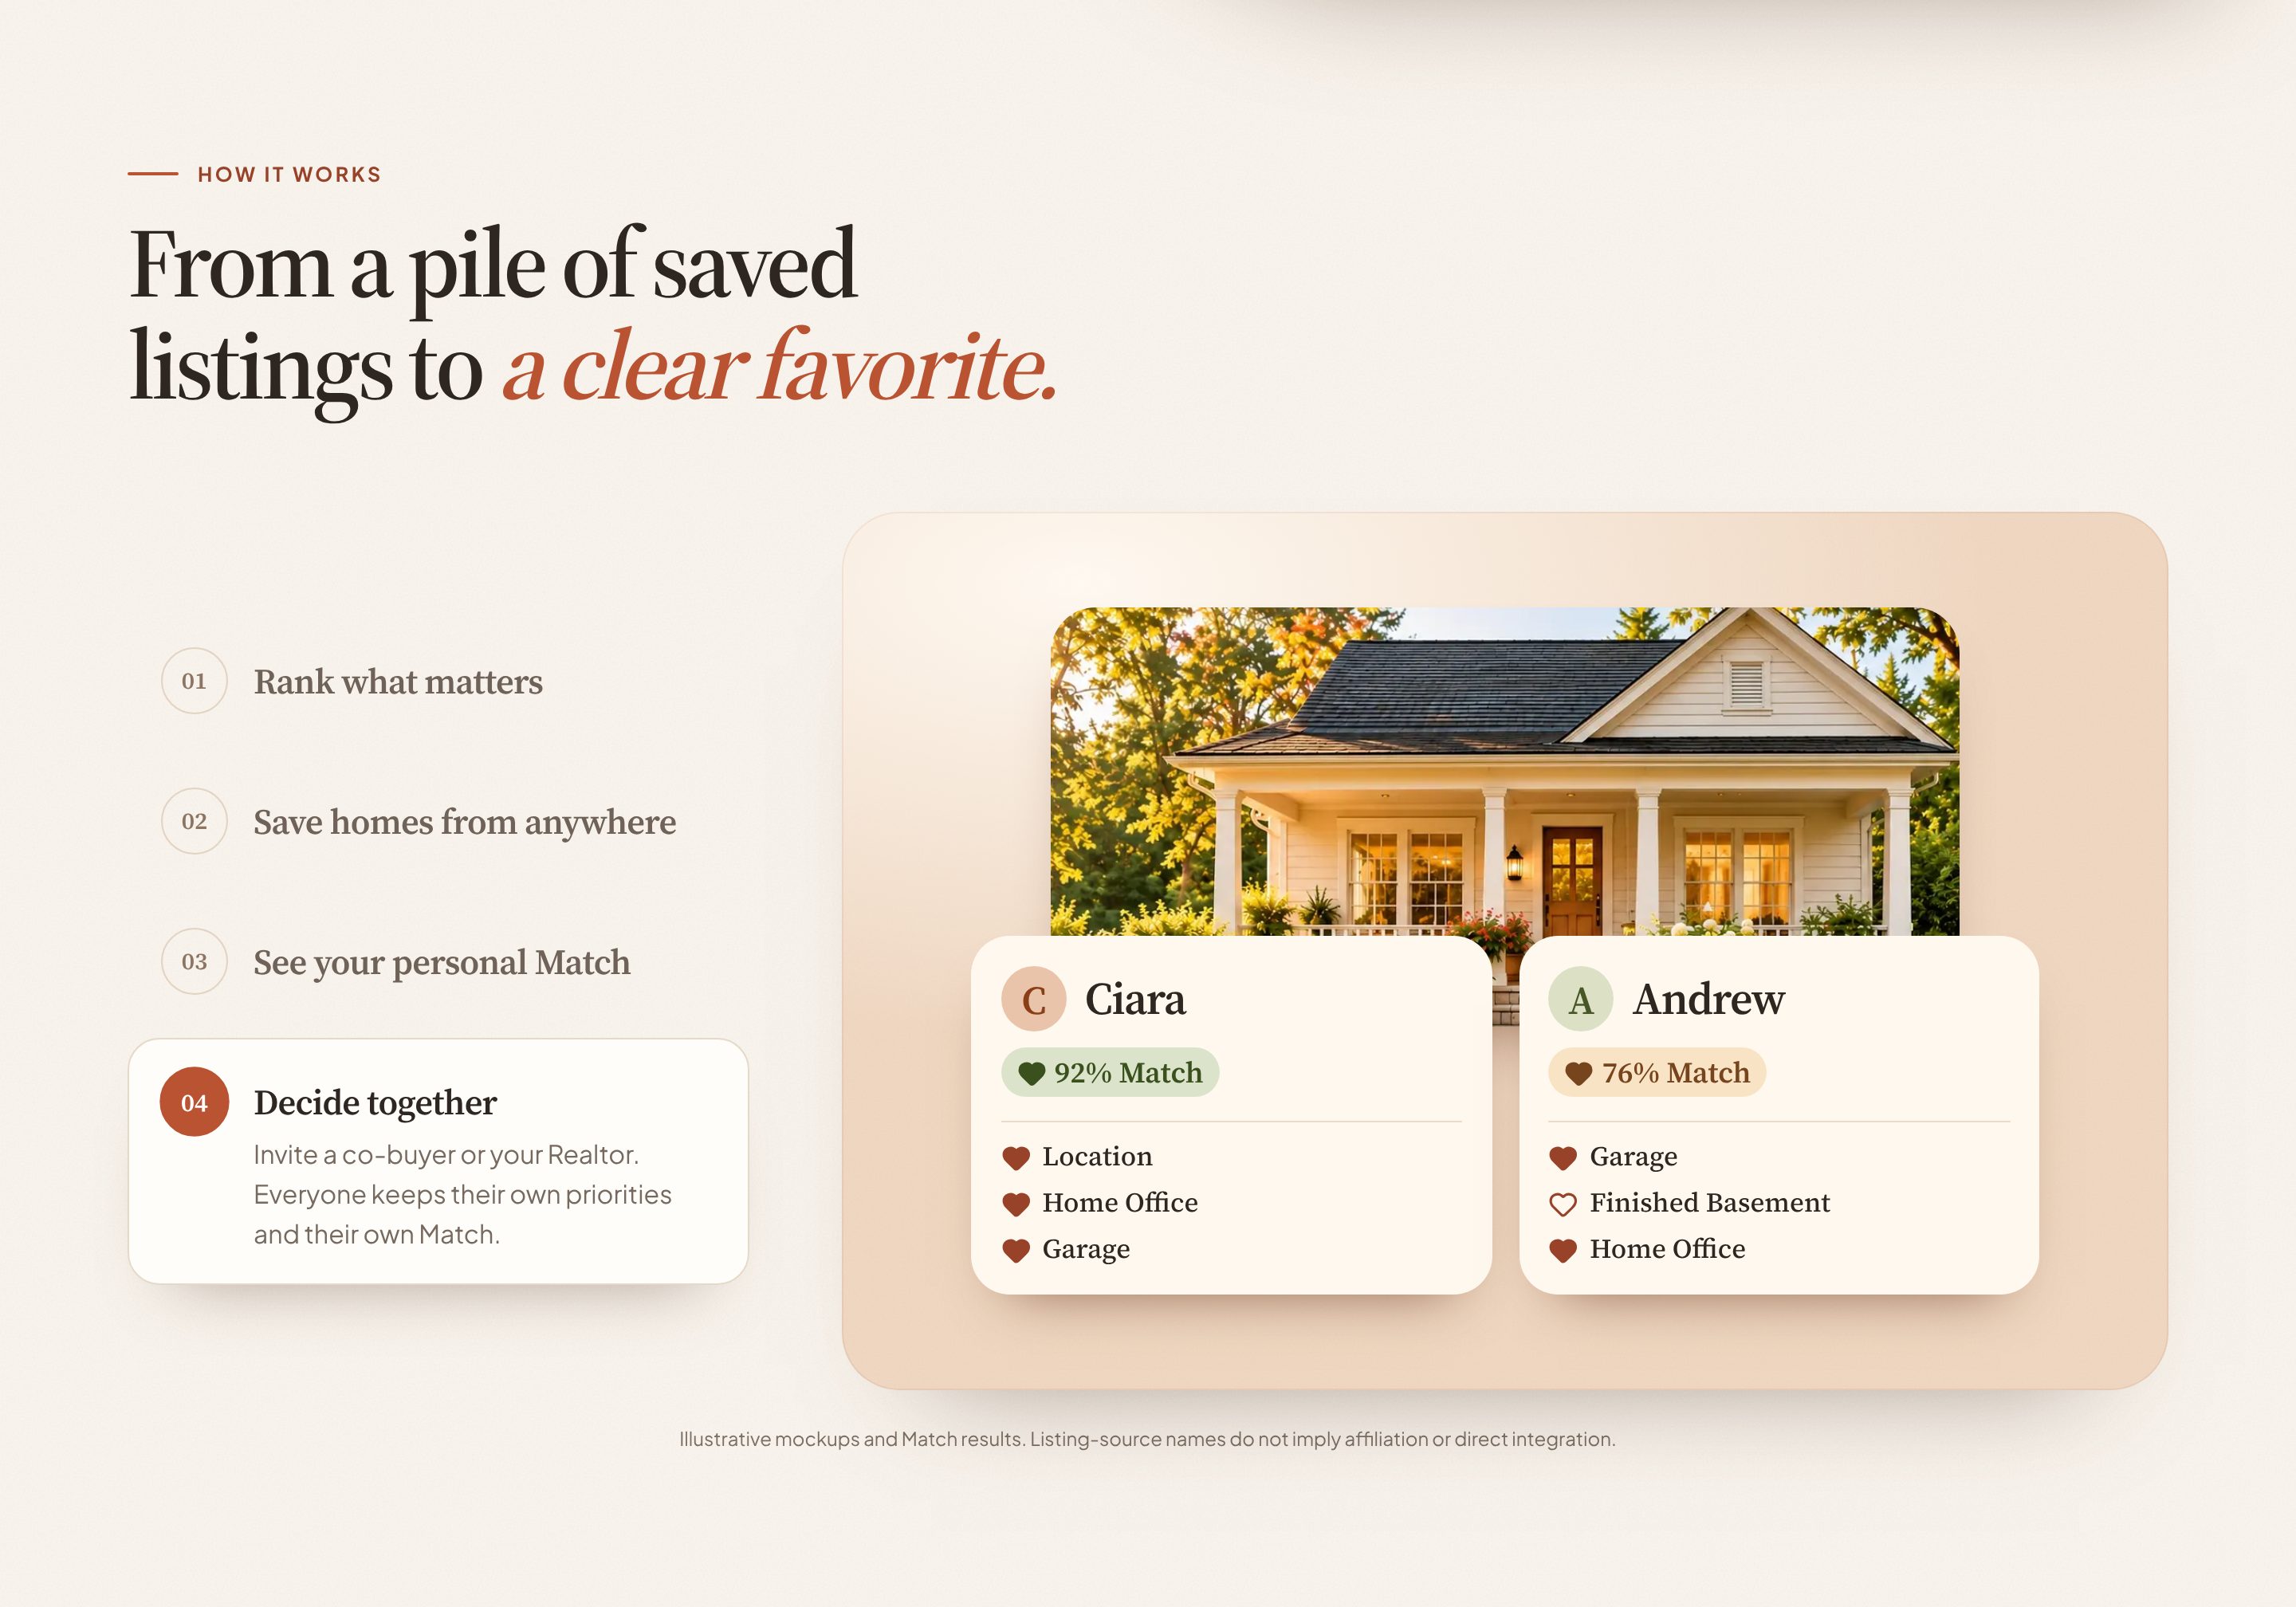 HOW IT WORKS
From a pile of saved
listings to a clear favorite.
01 Rank what matters
02 Save homes from anywhere
03 See your personal Match
04 Decide together
Invite a co-buyer or your Realtor.
Everyone keeps their own priorities
and their own Match.
C Ciara
92% Match
Location
Home Office
Garage
A Andrew
76% Match
Garage
Finished Basement
Home Office
Illustrative mockups and Match results. Listing-source names do not imply affiliation or direct integration.